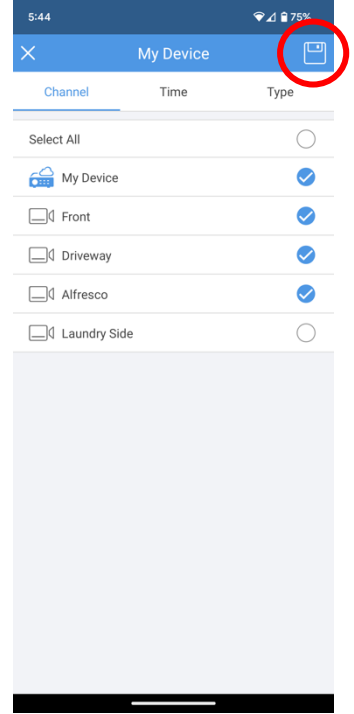 5:44 75%
My Device
Channel Time Type
Select All
My Device
Front
Driveway
Alfresco
Laundry Side